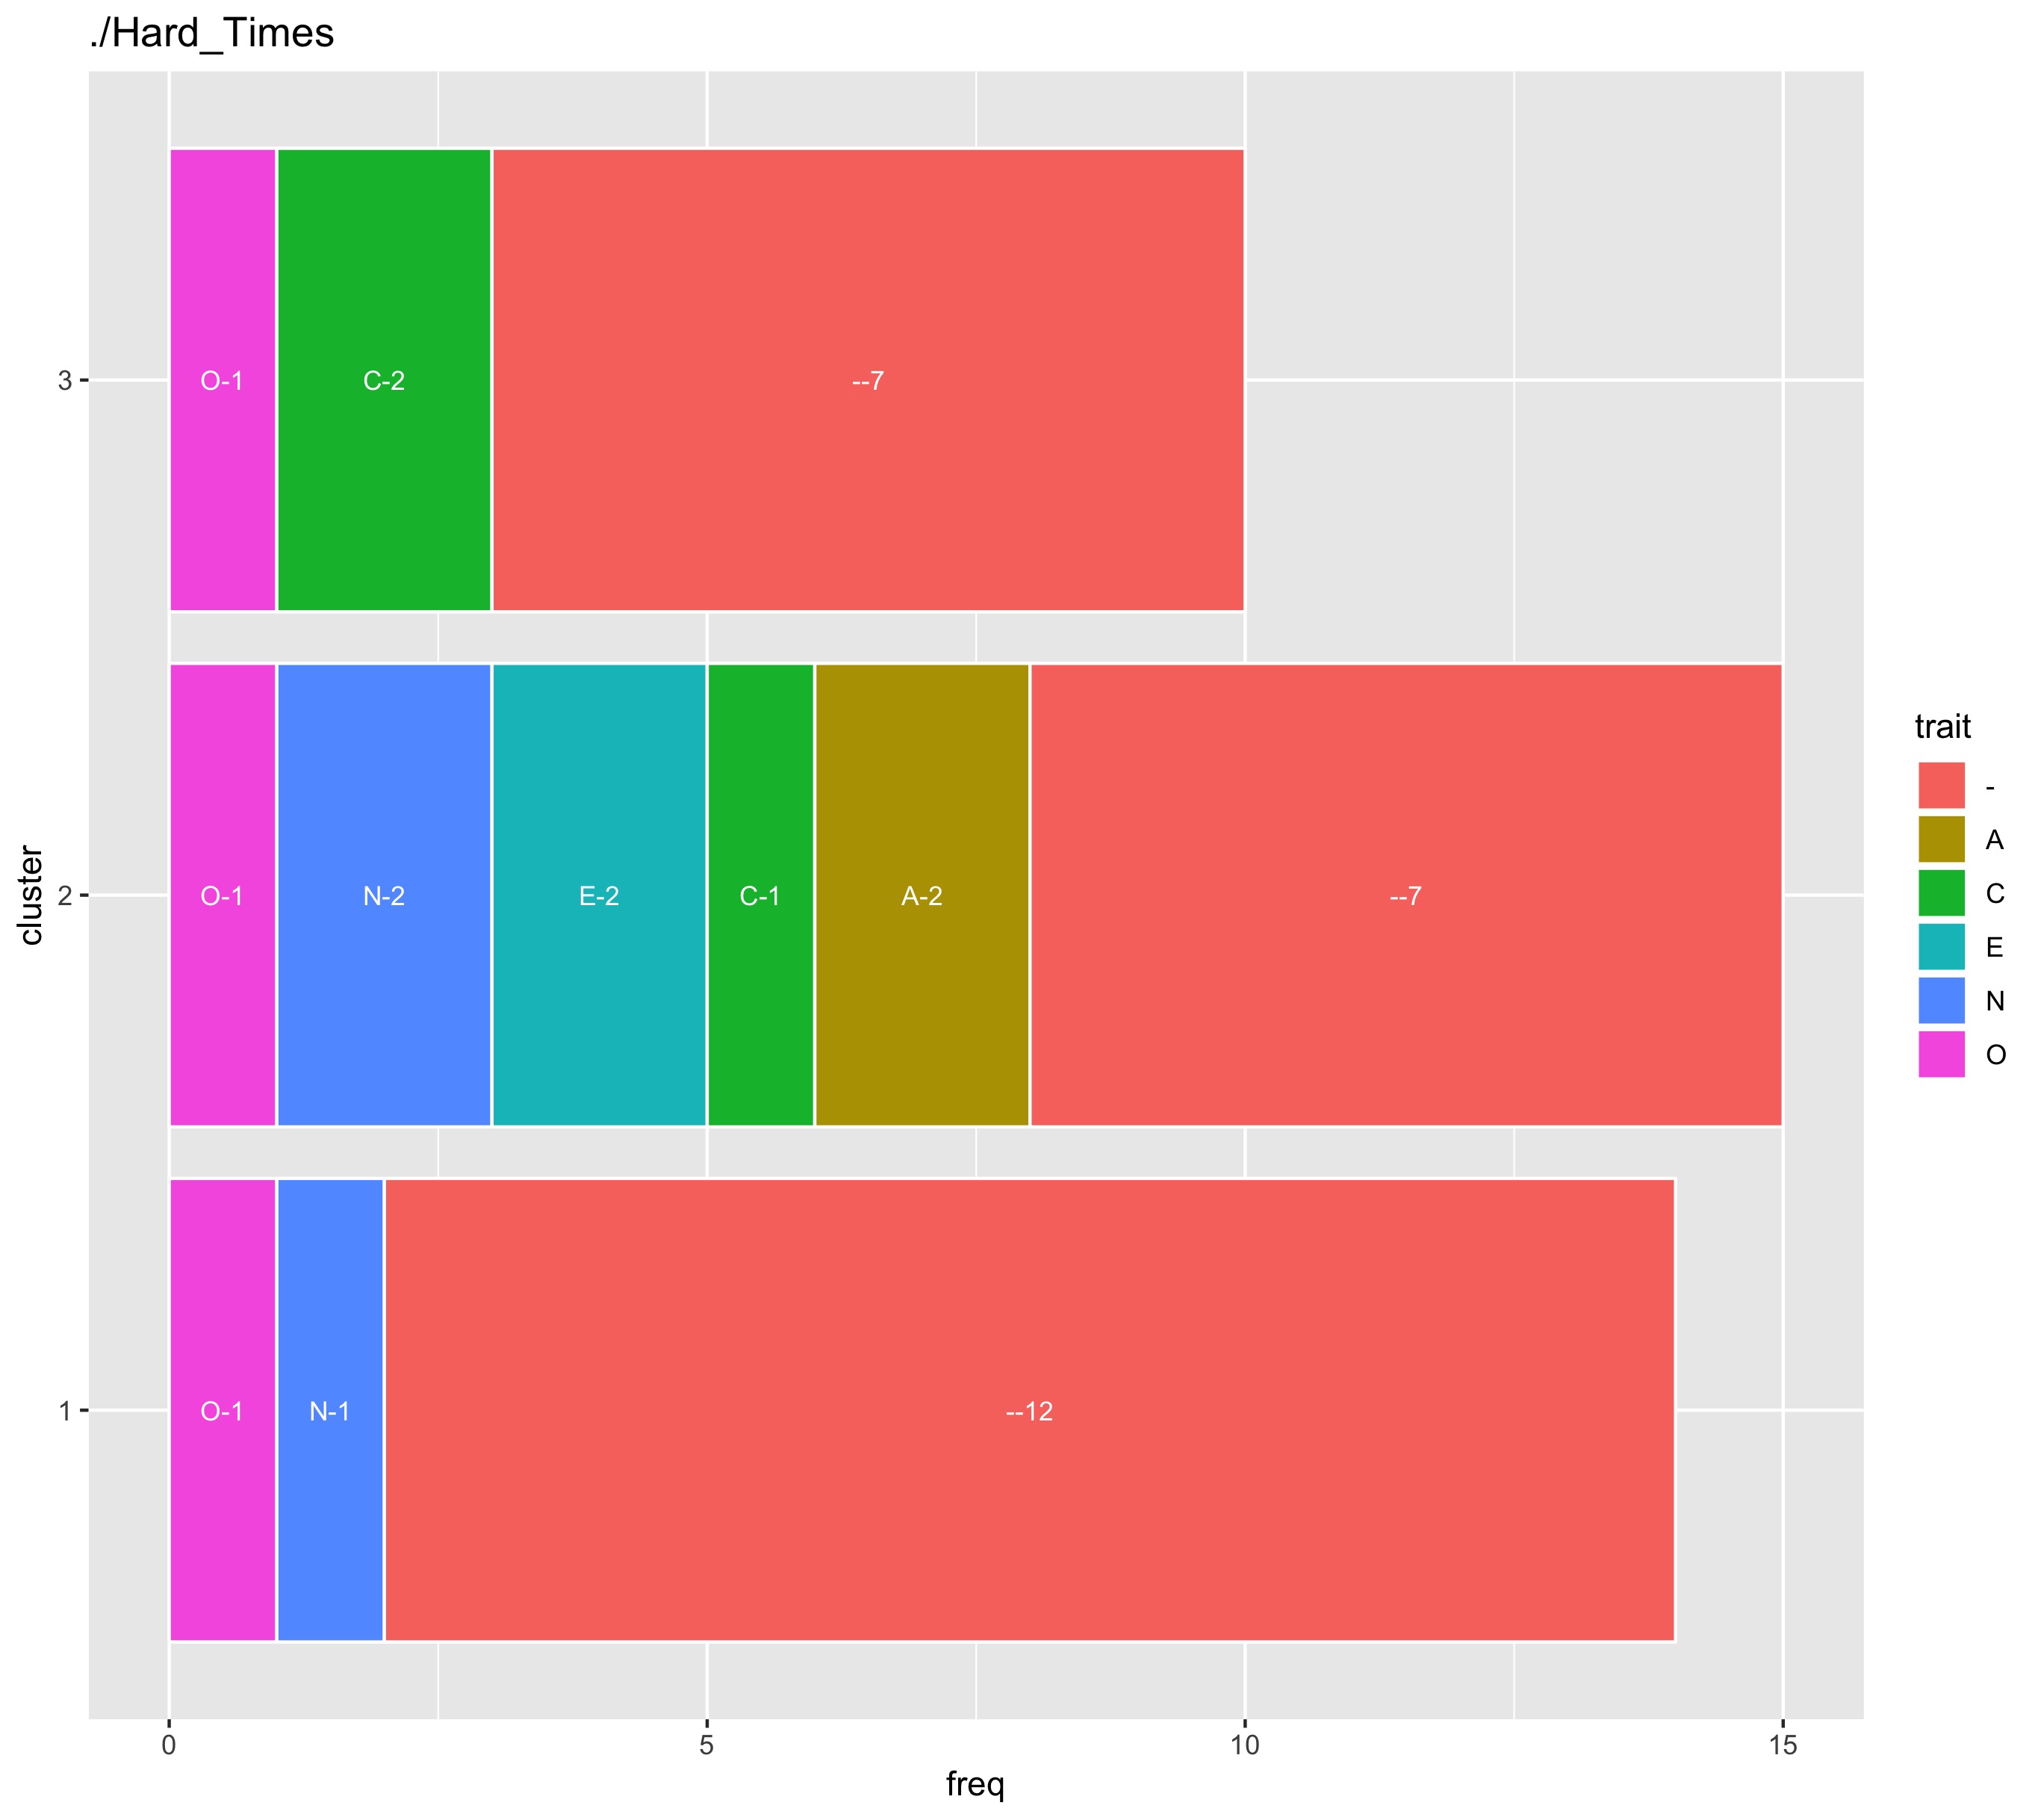 ./Hard_Times
3
O-1 C-2 --7
2
O-1 N-2 E-2 C-1 A-2 --7
1
O-1 N-1 --12
cluster
0 5 10 15
freq
trait
-
A
C
E
N
O